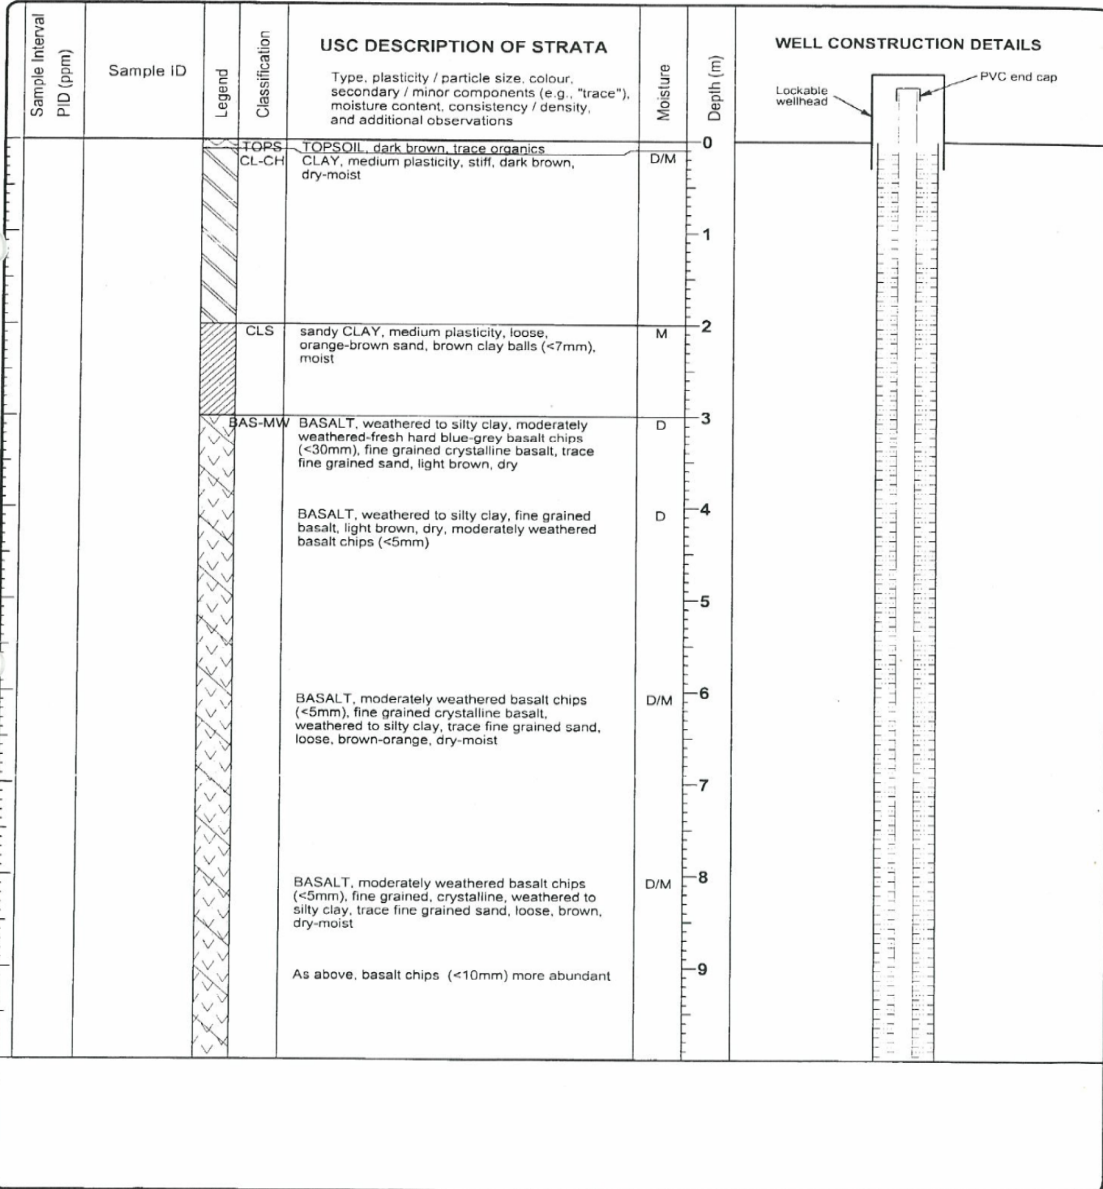 Sample Interval
PID (ppm)
Sample ID
Legend
Classification
USC DESCRIPTION OF STRATA
Type, plasticity / particle size, colour,
secondary / minor components (e.g., "trace"),
moisture content, consistency / density,
and additional observations
Moisture
Depth (m)
WELL CONSTRUCTION DETAILS
Lockable
wellhead
PVC end cap
0
TOPS TOPSOIL, dark brown, trace organics
CL-CH CLAY, medium plasticity, stiff, dark brown, D/M
dry-moist
1
2
CLS sandy CLAY, medium plasticity, loose, M
orange-brown sand, brown clay balls (<7mm),
moist
3
BAS-MW BASALT, weathered to silty clay, moderately D
weathered-fresh hard blue-grey basalt chips
(<30mm), fine grained crystalline basalt, trace
fine grained sand, light brown, dry
BASALT, weathered to silty clay, fine grained D 4
basalt, light brown, dry, moderately weathered
basalt chips (<5mm)
5
BASALT, moderately weathered basalt chips D/M 6
(<5mm), fine grained crystalline basalt,
weathered to silty clay, trace fine grained sand,
loose, brown-orange, dry-moist
7
BASALT, moderately weathered basalt chips D/M 8
(<5mm), fine grained, crystalline, weathered to
silty clay, trace fine grained sand, loose, brown,
dry-moist
As above, basalt chips (<10mm) more abundant 9